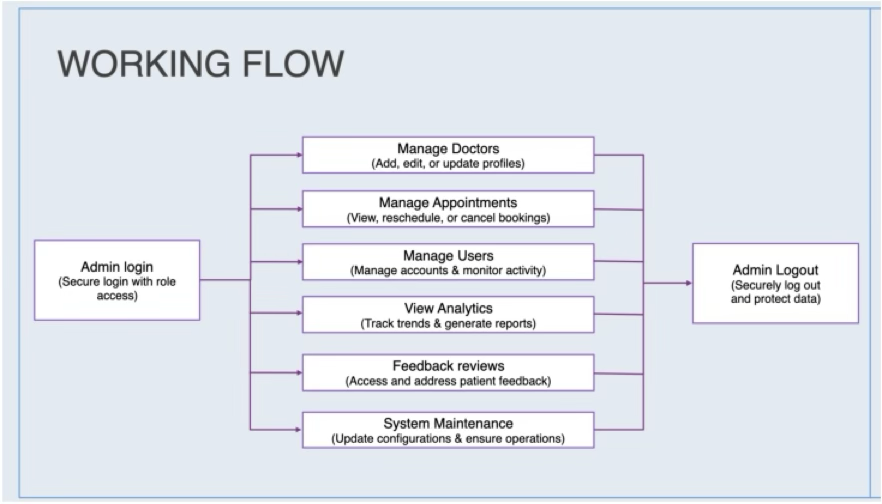 WORKING FLOW
Manage Doctors
(Add, edit, or update profiles)
Manage Appointments
(View, reschedule, or cancel bookings)
Admin login
(Secure login with role
access)
Manage Users
(Manage accounts & monitor activity)
View Analytics
(Track trends & generate reports)
Feedback reviews
(Access and address patient feedback)
System Maintenance
(Update configurations & ensure operations)
Admin Logout
(Securely log out
and protect data)